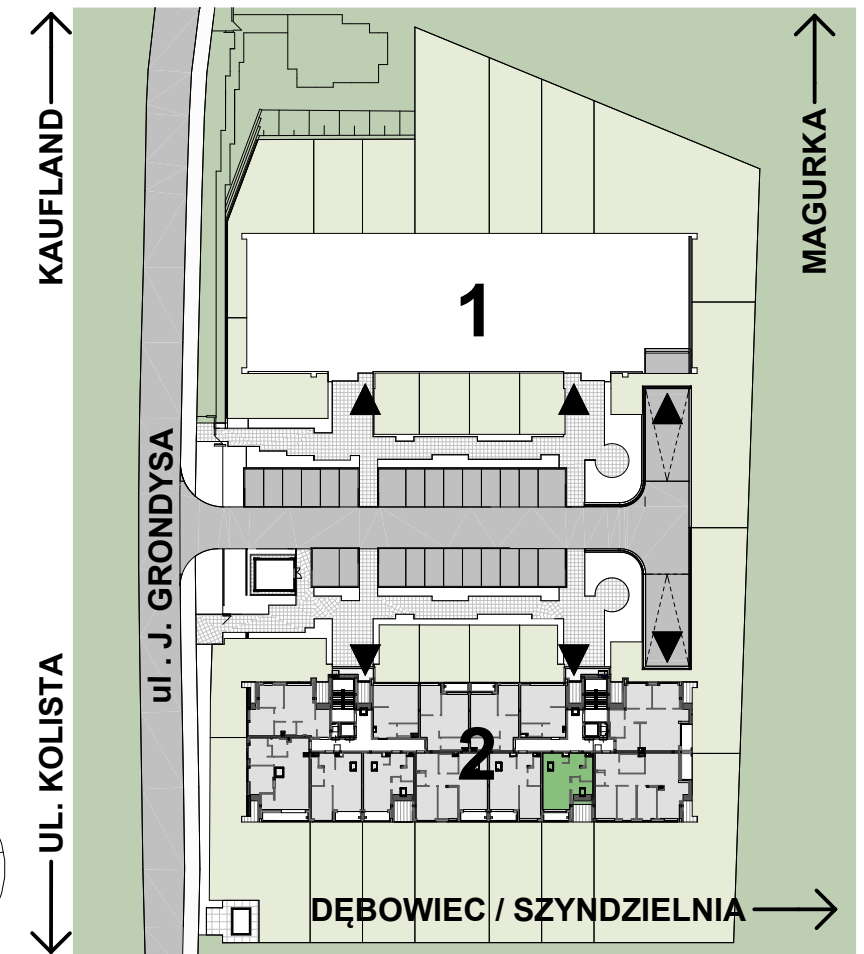 KAUFLAND
MAGURKA
1
ul . J. GRONDYSA
UL. KOLISTA
2
DĘBOWIEC / SZYNDZIELNIA